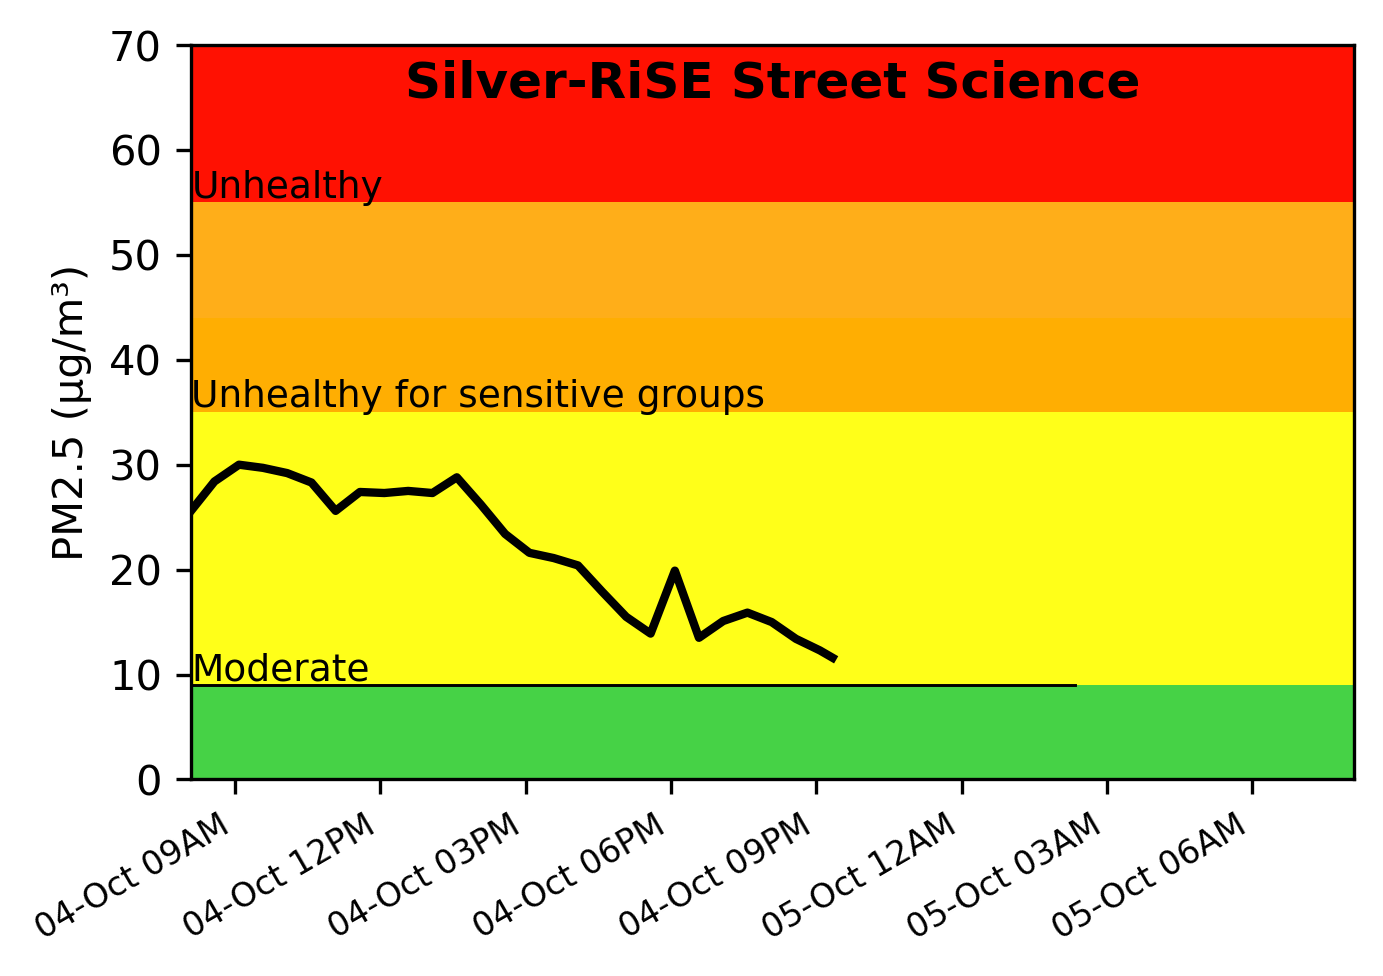 Silver-RiSE Street Science
PM2.5 (µg/m³)
70
60
Unhealthy
50
40
Unhealthy for sensitive groups
30
20
10
Moderate
0
04-Oct 09AM
04-Oct 12PM
04-Oct 03PM
04-Oct 06PM
04-Oct 09PM
05-Oct 12AM
05-Oct 03AM
05-Oct 06AM